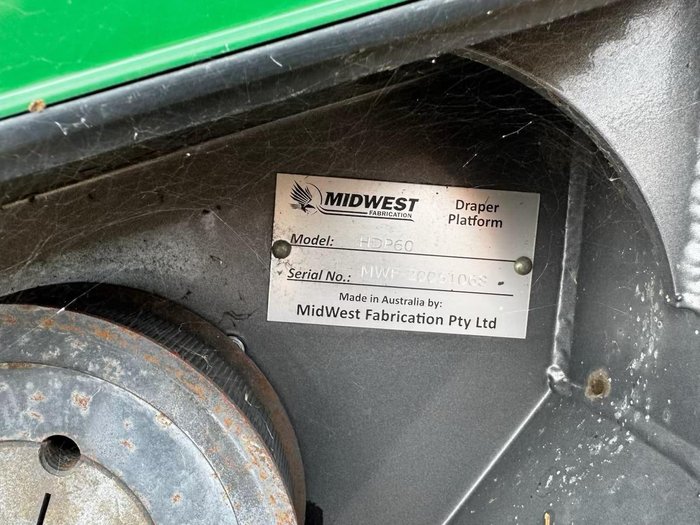 MIDWEST
FABRICATION
Draper
Platform
Model: HDP60
Serial No.:
Made in Australia by:
MidWest Fabrication Pty Ltd